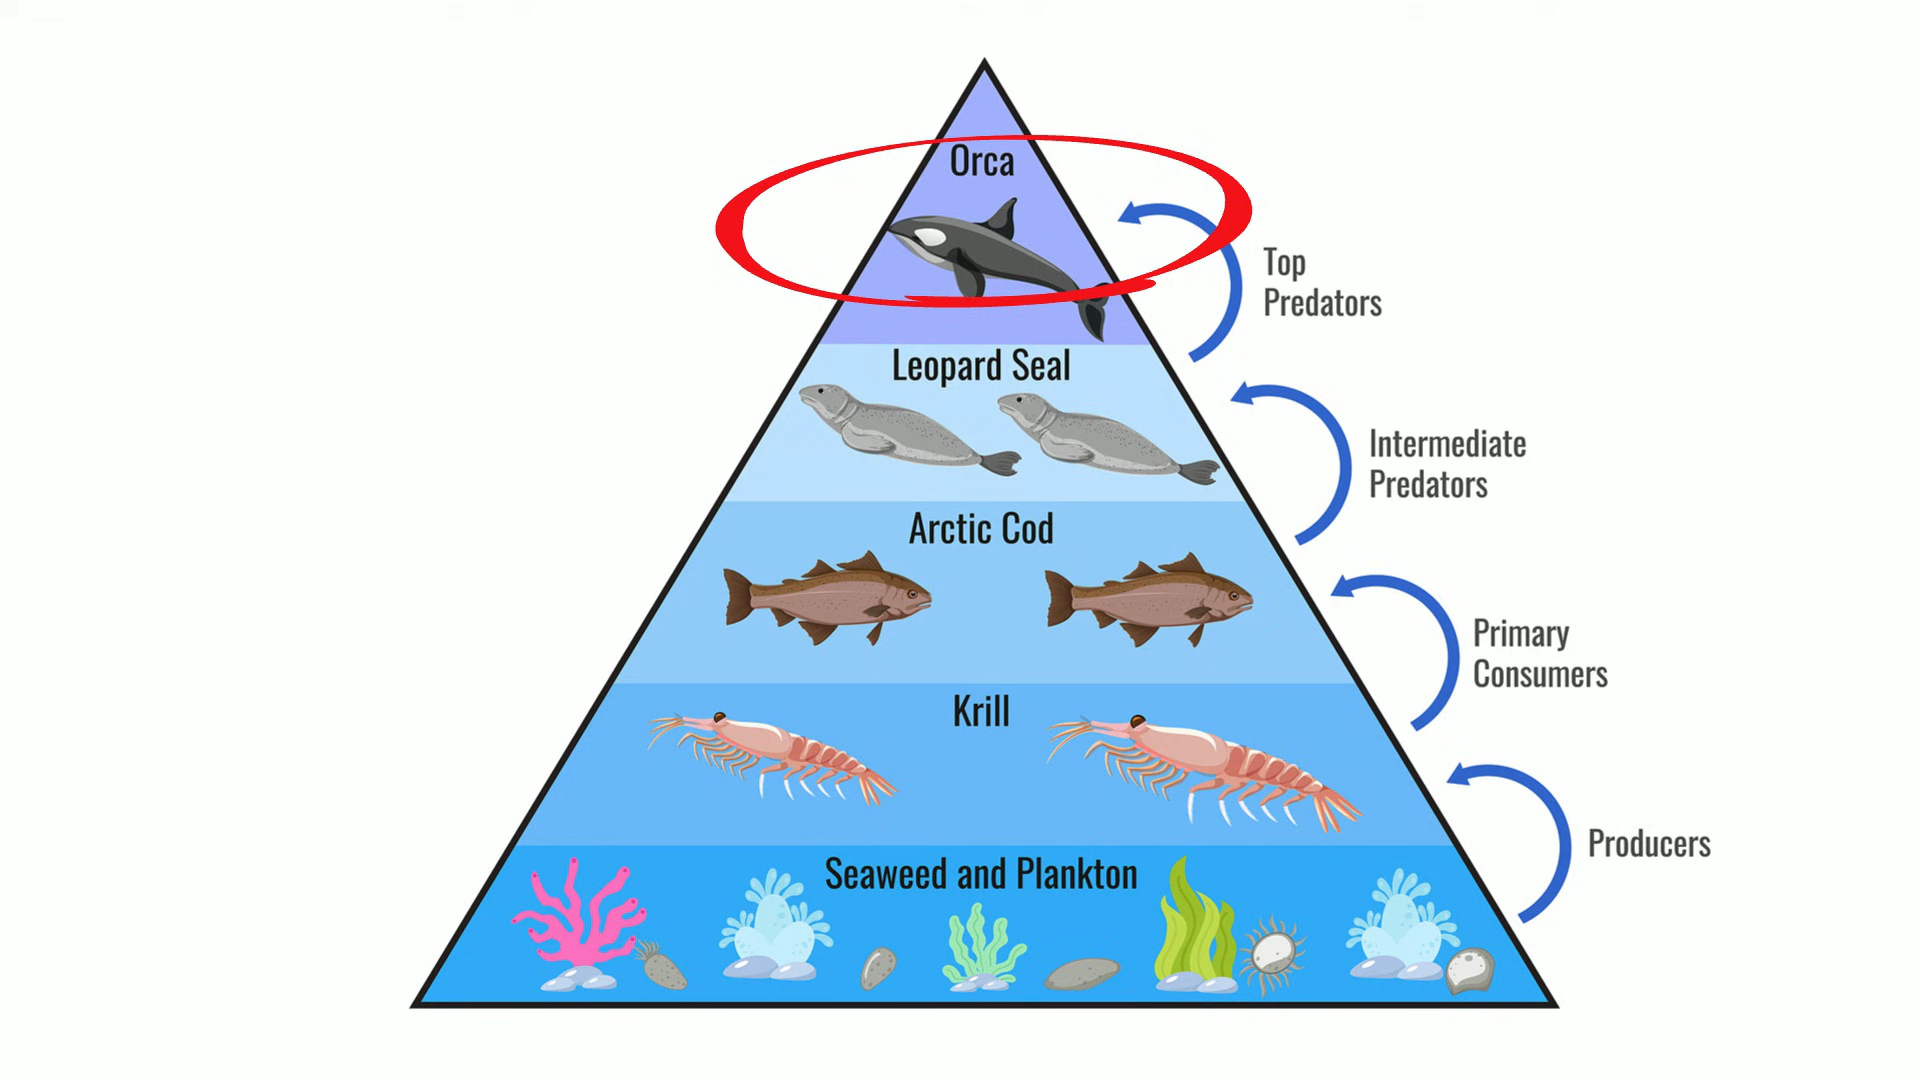 Orca
Top
Predators
Leopard Seal
Intermediate
Predators
Arctic Cod
Primary
Consumers
Krill
Producers
Seaweed and Plankton